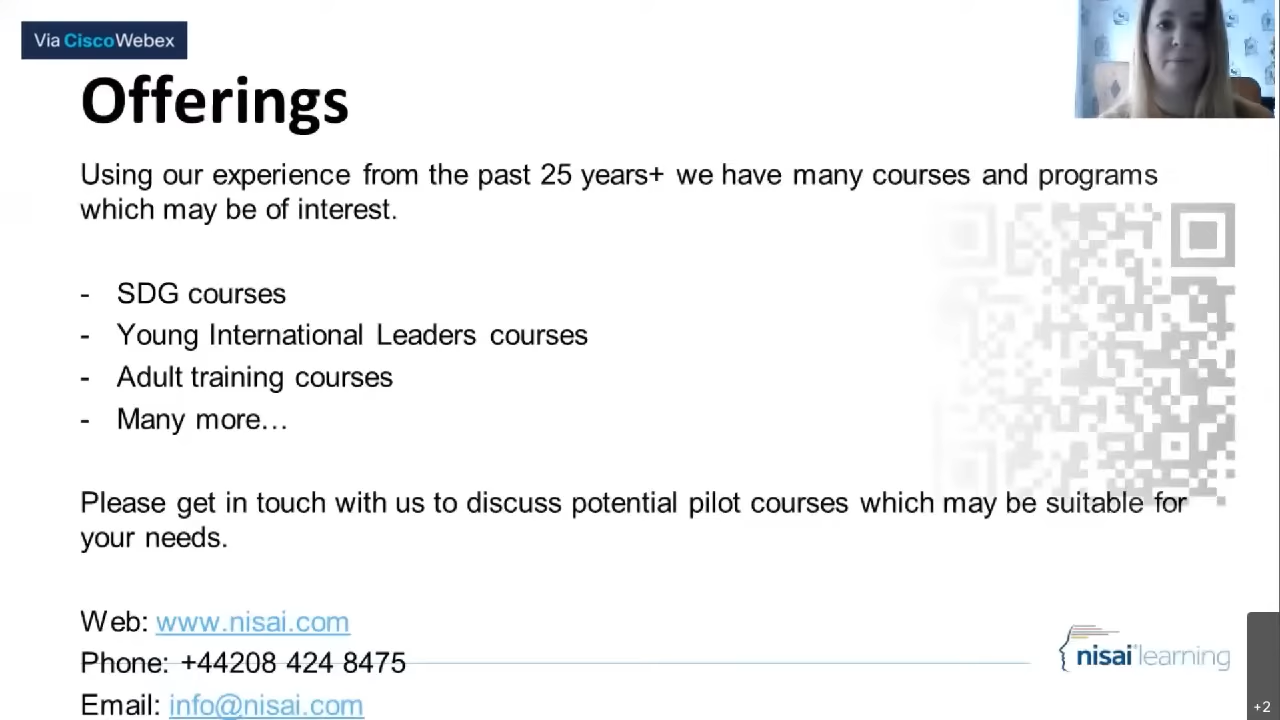 Via CiscoWebex
Offerings
Using our experience from the past 25 years+ we have many courses and programs
which may be of interest.
- SDG courses
- Young International Leaders courses
- Adult training courses
- Many more…
Please get in touch with us to discuss potential pilot courses which may be suitable for
your needs.
Web: www.nisai.com
Phone: +44208 424 8475
Email: info@nisai.com
nisai learning
+2